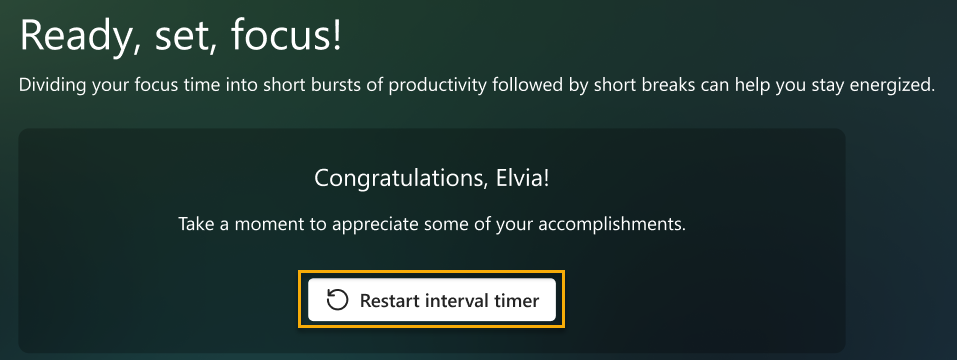 Ready, set, focus!
Dividing your focus time into short bursts of productivity followed by short breaks can help you stay energized.
Congratulations, Elvia!
Take a moment to appreciate some of your accomplishments.
Restart interval timer